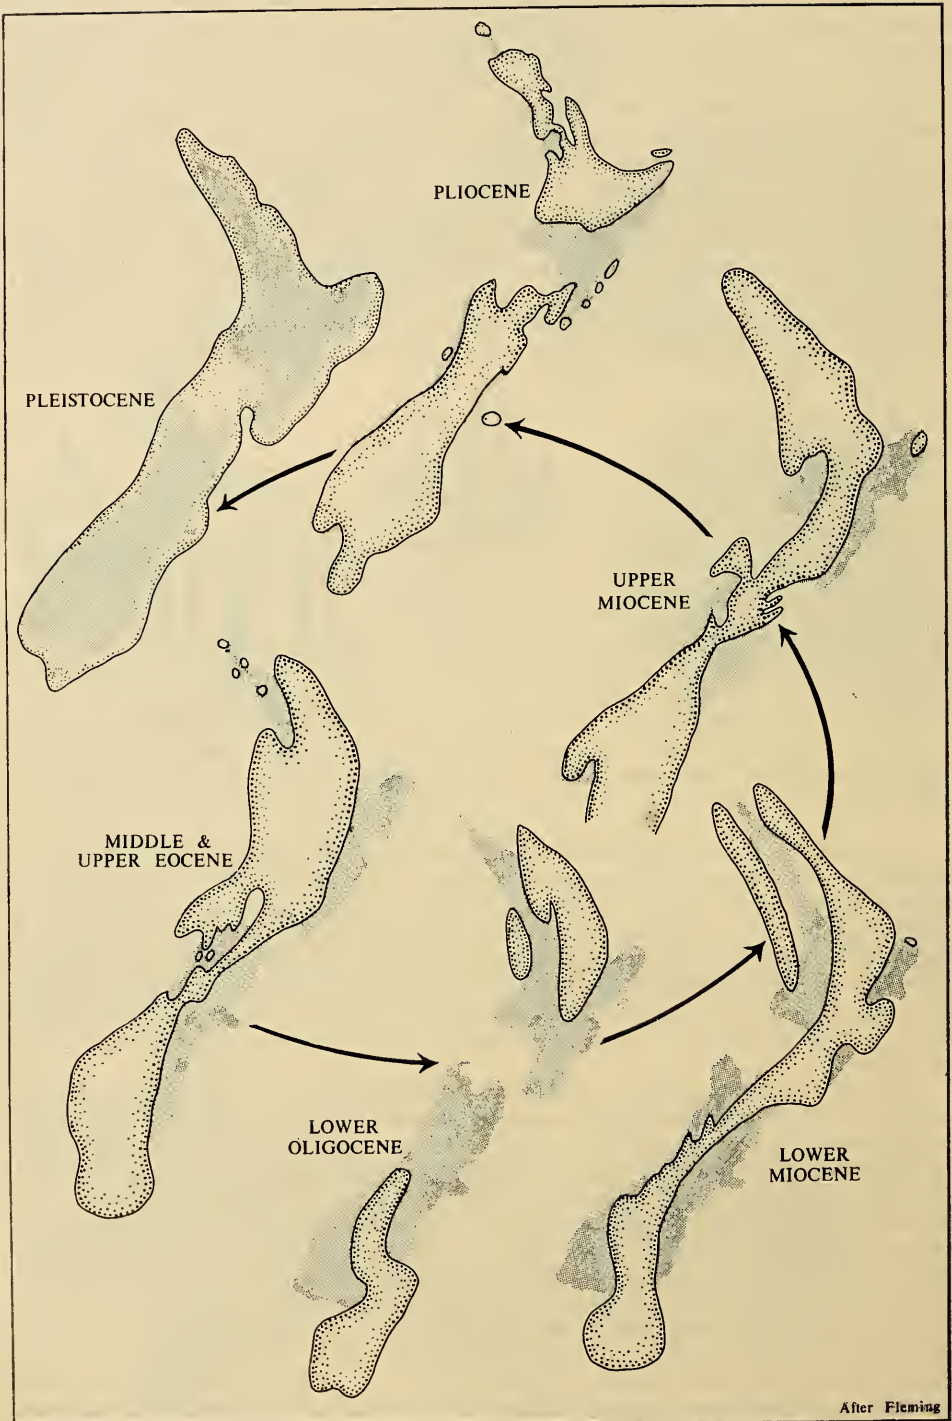 PLIOCENE
PLEISTOCENE
UPPER
MIOCENE
MIDDLE &
UPPER EOCENE
LOWER
OLIGOCENE
LOWER
MIOCENE
After Fleming